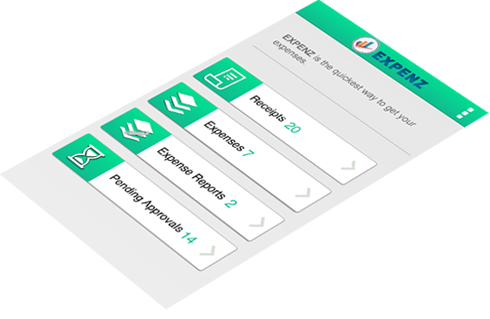 EXPENZ
EXPENZ is the quickest way to get your
expenses.
Receipts 20
Expenses 7
Expense Reports 2
Pending Approvals 14